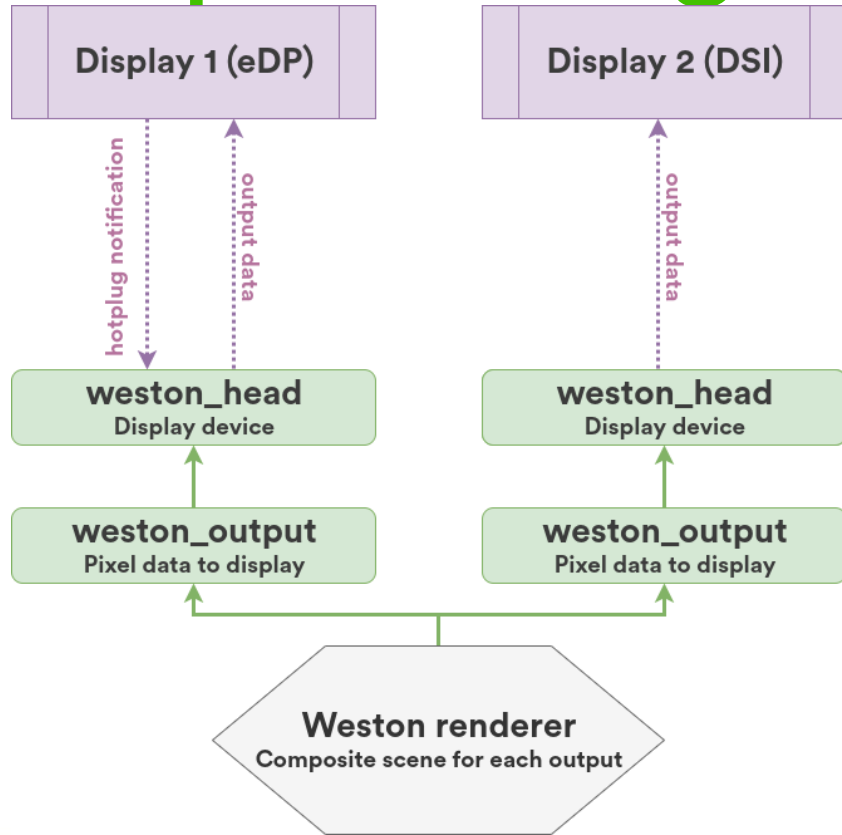 Display 1 (eDP)
Display 2 (DSI)
hotplug notification
output data
output data
weston_head
Display device
weston_head
Display device
weston_output
Pixel data to display
weston_output
Pixel data to display
Weston renderer
Composite scene for each output